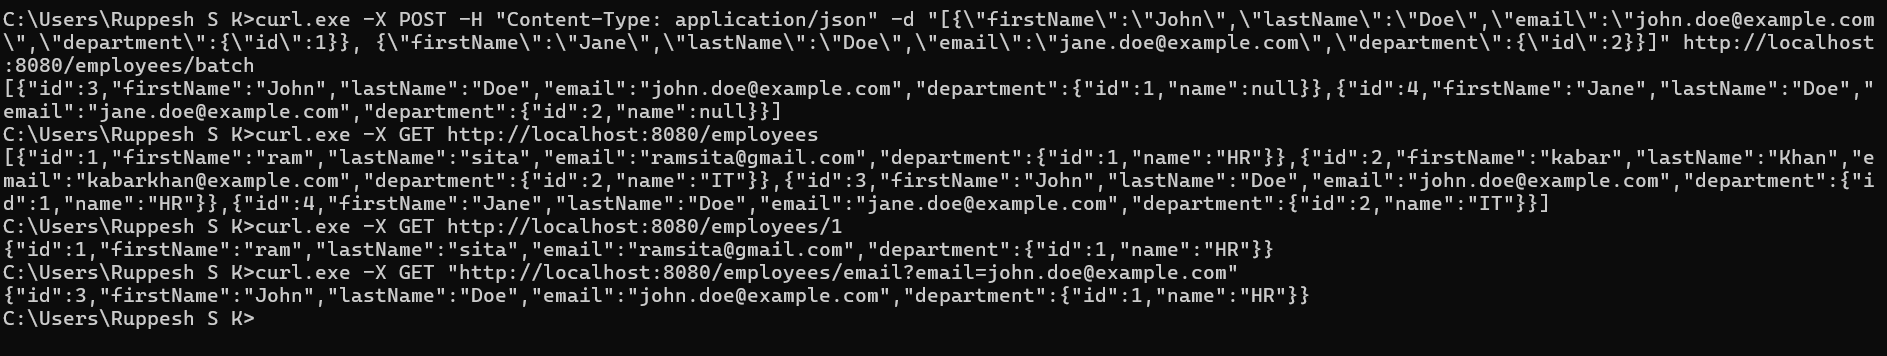 C:\Users\Ruppesh S K>curl.exe -X POST -H "Content-Type: application/json" -d "[{\"firstName\":\"John\",\"lastName\":\"Doe\",\"email\":\"john.doe@example.com
\",\"department\":{\"id\":1}}, {\"firstName\":\"Jane\",\"lastName\":\"Doe\",\"email\":\"jane.doe@example.com\",\"department\":{\"id\":2}}]" http://localhost
:8080/employees/batch
[{"id":3,"firstName":"John","lastName":"Doe","email":"john.doe@example.com","department":{"id":1,"name":null}},{"id":4,"firstName":"Jane","lastName":"Doe","
email":"jane.doe@example.com","department":{"id":2,"name":null}}]
C:\Users\Ruppesh S K>curl.exe -X GET http://localhost:8080/employees
[{"id":1,"firstName":"ram","lastName":"sita","email":"ramsita@gmail.com","department":{"id":1,"name":"HR"}},{"id":2,"firstName":"kabar","lastName":"Khan","e
mail":"kabarkhan@example.com","department":{"id":2,"name":"IT"}},{"id":3,"firstName":"John","lastName":"Doe","email":"john.doe@example.com","department":{"i
d":1,"name":"HR"}},{"id":4,"firstName":"Jane","lastName":"Doe","email":"jane.doe@example.com","department":{"id":2,"name":"IT"}}]
C:\Users\Ruppesh S K>curl.exe -X GET http://localhost:8080/employees/1
{"id":1,"firstName":"ram","lastName":"sita","email":"ramsita@gmail.com","department":{"id":1,"name":"HR"}}
C:\Users\Ruppesh S K>curl.exe -X GET "http://localhost:8080/employees/email?email=john.doe@example.com"
{"id":3,"firstName":"John","lastName":"Doe","email":"john.doe@example.com","department":{"id":1,"name":"HR"}}
C:\Users\Ruppesh S K>